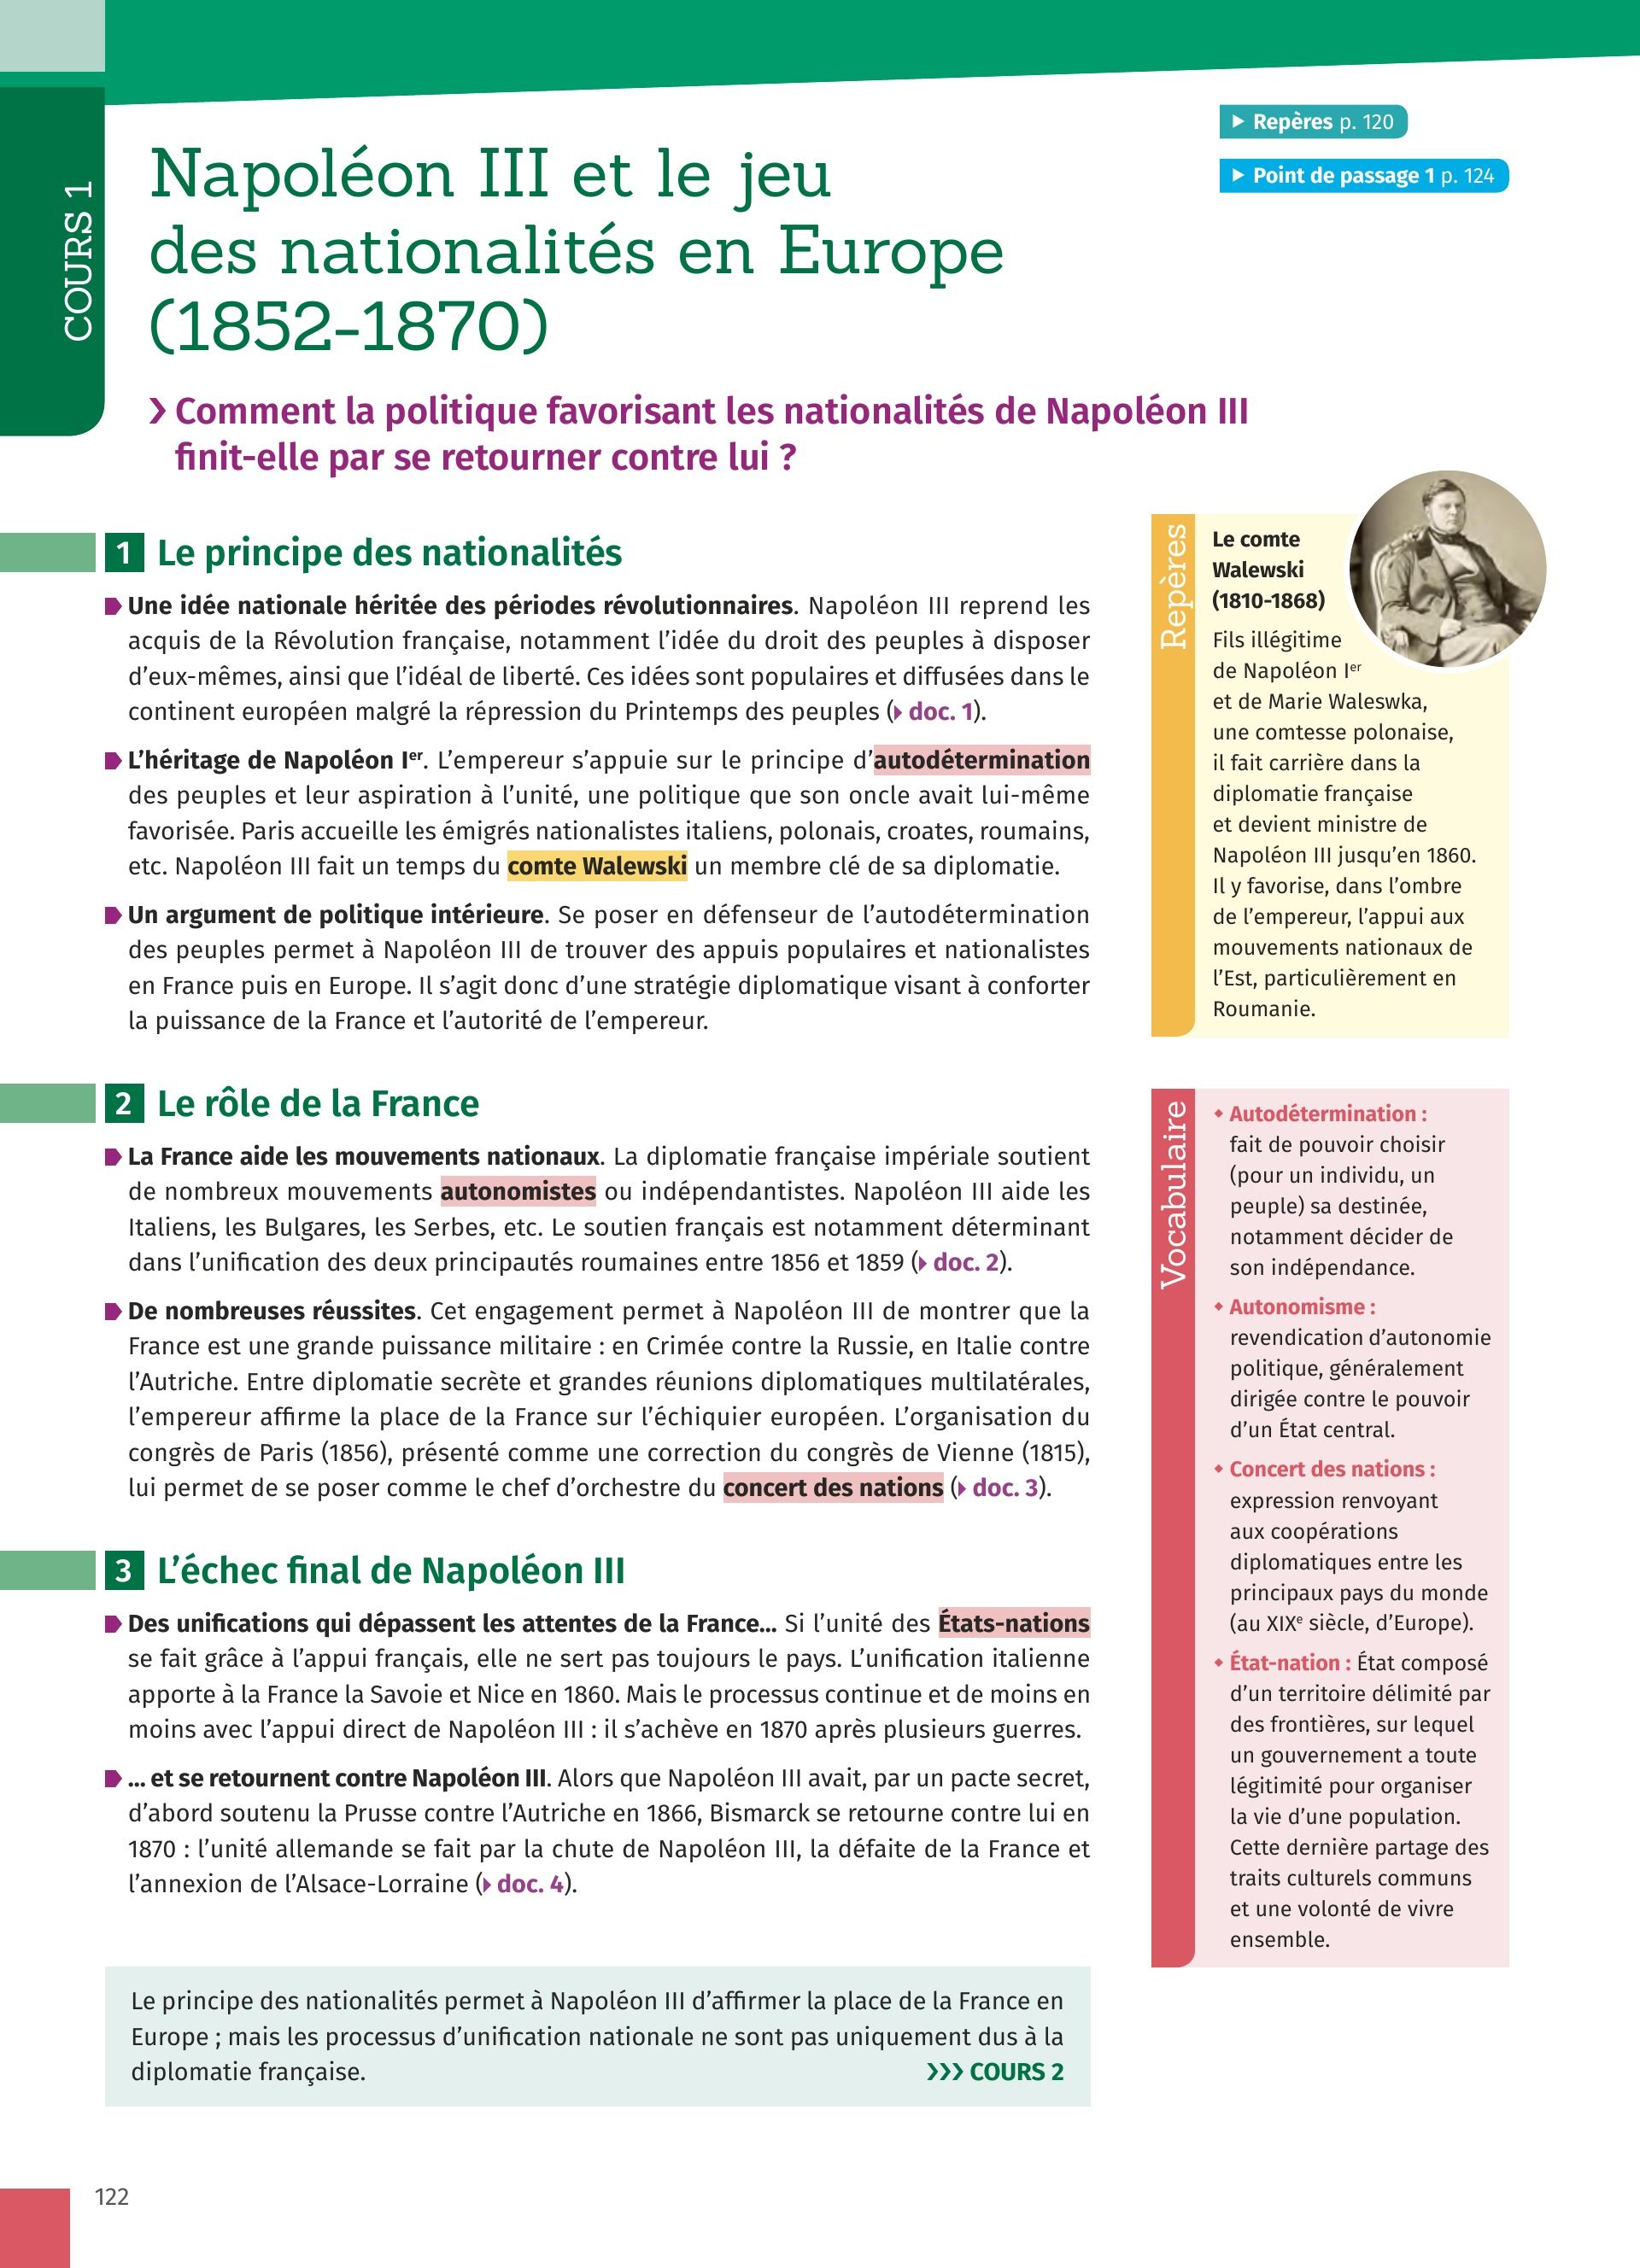 COURS 1
▶ Repères p. 120
▶ Point de passage 1 p. 124
Napoléon III et le jeu
des nationalités en Europe
(1852-1870)
Comment la politique favorisant les nationalités de Napoléon III
finit-elle par se retourner contre lui ?
1 Le principe des nationalités
Une idée nationale héritée des périodes révolutionnaires. Napoléon III reprend les
acquis de la Révolution française, notamment l’idée du droit des peuples à disposer
d’eux-mêmes, ainsi que l’idéal de liberté. Ces idées sont populaires et diffusées dans le
continent européen malgré la répression du Printemps des peuples (▶ doc. 1).
L’héritage de Napoléon Ier. L’empereur s’appuie sur le principe d’autodétermination
des peuples et leur aspiration à l’unité, une politique que son oncle avait lui-même
favorisée. Paris accueille les émigrés nationalistes italiens, polonais, croates, roumains,
etc. Napoléon III fait un temps du comte Walewski un membre clé de sa diplomatie.
Un argument de politique intérieure. Se poser en défenseur de l’autodétermination
des peuples permet à Napoléon III de trouver des appuis populaires et nationalistes
en France puis en Europe. Il s’agit donc d’une stratégie diplomatique visant à conforter
la puissance de la France et l’autorité de l’empereur.
2 Le rôle de la France
La France aide les mouvements nationaux. La diplomatie française impériale soutient
de nombreux mouvements autonomistes ou indépendantistes. Napoléon III aide les
Italiens, les Bulgares, les Serbes, etc. Le soutien français est notamment déterminant
dans l’unification des deux principautés roumaines entre 1856 et 1859 (▶ doc. 2).
De nombreuses réussites. Cet engagement permet à Napoléon III de montrer que la
France est une grande puissance militaire : en Crimée contre la Russie, en Italie contre
l’Autriche. Entre diplomatie secrète et grandes réunions diplomatiques multilatérales,
l’empereur affirme la place de la France sur l’échiquier européen. L’organisation du
congrès de Paris (1856), présenté comme une correction du congrès de Vienne (1815),
lui permet de se poser comme le chef d’orchestre du concert des nations (▶ doc. 3).
3 L’échec final de Napoléon III
Des unifications qui dépassent les attentes de la France... Si l’unité des États-nations
se fait grâce à l’appui français, elle ne sert pas toujours le pays. L’unification italienne
apporte à la France la Savoie et Nice en 1860. Mais le processus continue et de moins en
moins avec l’appui direct de Napoléon III : il s’achève en 1870 après plusieurs guerres.
... et se retournent contre Napoléon III. Alors que Napoléon III avait, par un pacte secret,
d’abord soutenu la Prusse contre l’Autriche en 1866, Bismarck se retourne contre lui en
1870 : l’unité allemande se fait par la chute de Napoléon III, la défaite de la France et
l’annexion de l’Alsace-Lorraine (▶ doc. 4).
Le principe des nationalités permet à Napoléon III d’affirmer la place de la France en
Europe ; mais les processus d’unification nationale ne sont pas uniquement dus à la
diplomatie française. ❯❯❯ COURS 2
Repères
Le comte
Walewski
(1810-1868)
Fils illégitime
de Napoléon Ier
et de Marie Waleswka,
une comtesse polonaise,
il fait carrière dans la
diplomatie française
et devient ministre de
Napoléon III jusqu’en 1860.
Il y favorise, dans l’ombre
de l’empereur, l’appui aux
mouvements nationaux de
l’Est, particulièrement en
Roumanie.
Vocabulaire
Autodétermination :
fait de pouvoir choisir
(pour un individu, un
peuple) sa destinée,
notamment décider de
son indépendance.
Autonomisme :
revendication d’autonomie
politique, généralement
dirigée contre le pouvoir
d’un État central.
Concert des nations :
expression renvoyant
aux coopérations
diplomatiques entre les
principaux pays du monde
(au XIXe siècle, d’Europe).
État-nation : État composé
d’un territoire délimité par
des frontières, sur lequel
un gouvernement a toute
légitimité pour organiser
la vie d’une population.
Cette dernière partage des
traits culturels communs
et une volonté de vivre
ensemble.
122